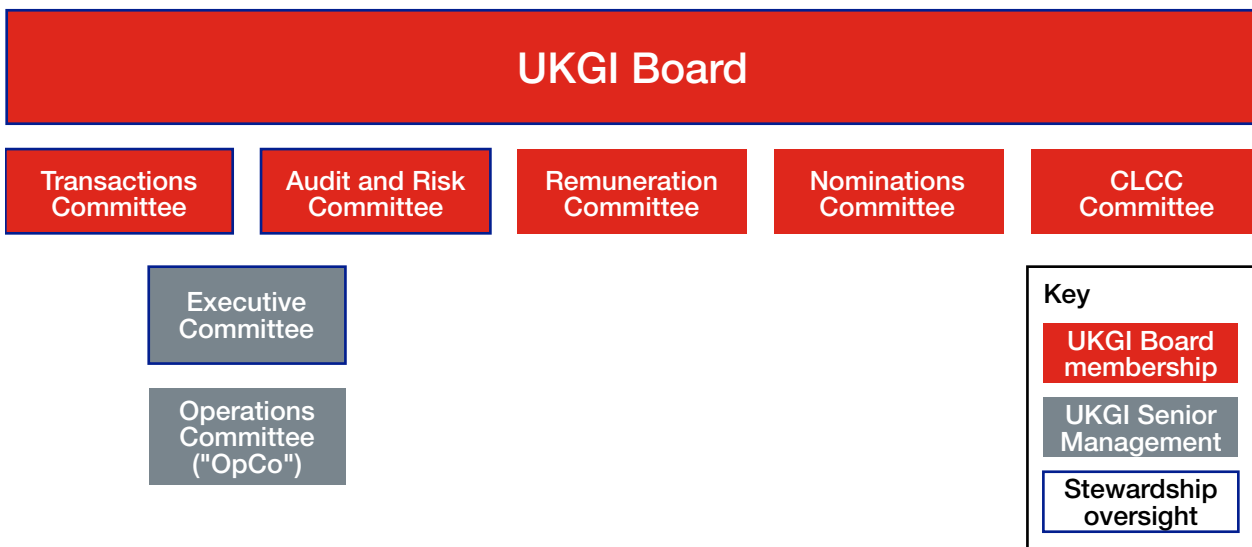 UKGI Board
Transactions
Committee
Audit and Risk
Committee
Remuneration
Committee
Nominations
Committee
CLCC
Committee
Executive
Committee
Operations
Committee
("OpCo")
Key
UKGI Board
membership
UKGI Senior
Management
Stewardship
oversight